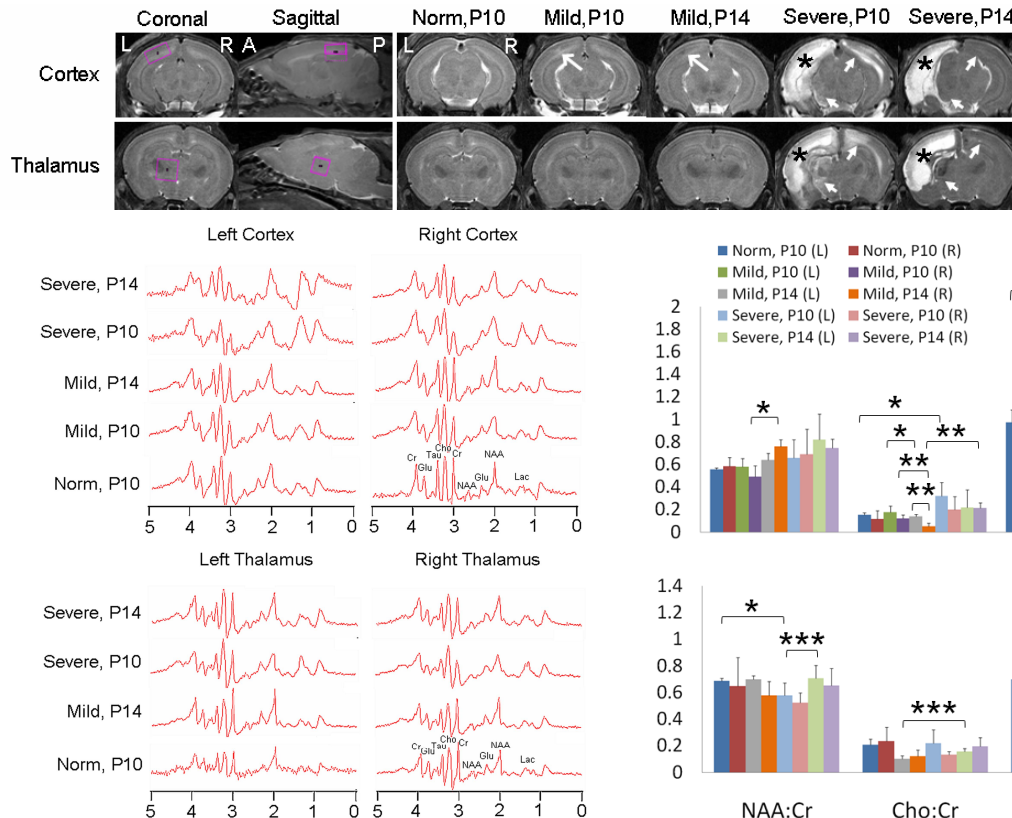 Coronal Sagittal Norm,P10 Mild,P10 Mild,P14 Severe,P10 Severe,P14
L R A P L R
Cortex * *
Thalamus * *
Left Cortex Right Cortex
Severe, P14
Severe, P10
Mild, P14
Mild, P10
Norm, P10
Cr Glu Tau Cho Cr NAA Glu NAA Lac
5 4 3 2 1 0 5 4 3 2 1 0
Left Thalamus Right Thalamus
Severe, P14
Severe, P10
Mild, P14
Norm, P10
Cr Glu Tau Cho Cr NAA Glu NAA Lac
5 4 3 2 1 0 5 4 3 2 1 0
Norm, P10 (L) Norm, P10 (R)
Mild, P10 (L) Mild, P10 (R)
Mild, P14 (L) Mild, P14 (R)
Severe, P10 (L) Severe, P10 (R)
Severe, P14 (L) Severe, P14 (R)
2
1.8
1.6
1.4
1.2
1
0.8
0.6
0.4
0.2
0
* * * ** ** **
1.4
1.2
1
0.8
0.6
0.4
0.2
0
* *** ***
NAA:Cr Cho:Cr